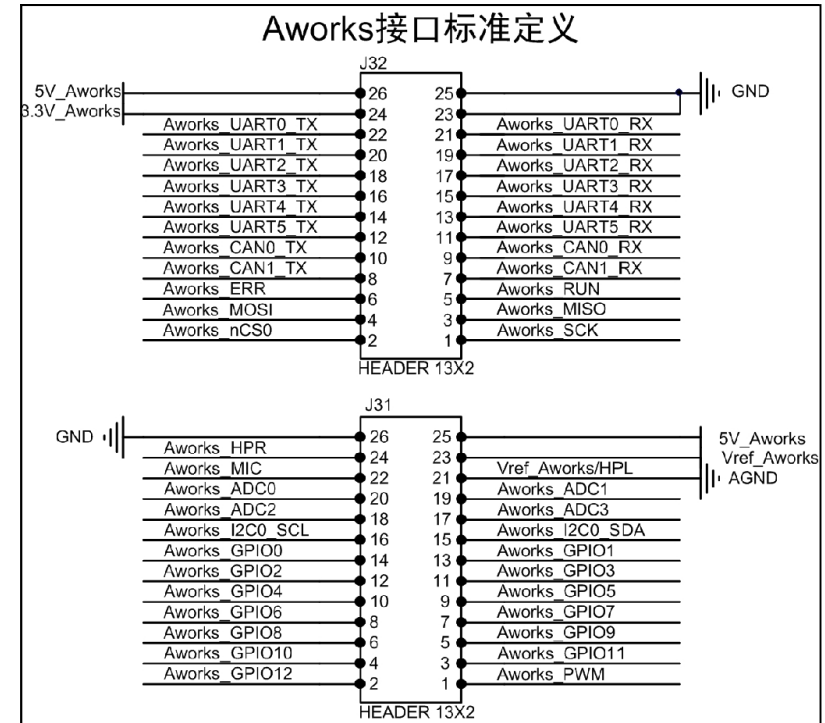 Aworks接口标准定义
J32
5V_Aworks 26 25 GND
3.3V_Aworks 24 23
Aworks_UART0_TX 22 21 Aworks_UART0_RX
Aworks_UART1_TX 20 19 Aworks_UART1_RX
Aworks_UART2_TX 18 17 Aworks_UART2_RX
Aworks_UART3_TX 16 15 Aworks_UART3_RX
Aworks_UART4_TX 14 13 Aworks_UART4_RX
Aworks_UART5_TX 12 11 Aworks_UART5_RX
Aworks_CAN0_TX 10 9 Aworks_CAN0_RX
Aworks_CAN1_TX 8 7 Aworks_CAN1_RX
Aworks_ERR 6 5 Aworks_RUN
Aworks_MOSI 4 3 Aworks_MISO
Aworks_nCS0 2 1 Aworks_SCK
HEADER 13X2
J31
GND 26 25 5V_Aworks
Aworks_HPR 24 23 Vref_Aworks
Aworks_MIC 22 21 Vref_Aworks/HPL AGND
Aworks_ADC0 20 19 Aworks_ADC1
Aworks_ADC2 18 17 Aworks_ADC3
Aworks_I2C0_SCL 16 15 Aworks_I2C0_SDA
Aworks_GPIO0 14 13 Aworks_GPIO1
Aworks_GPIO2 12 11 Aworks_GPIO3
Aworks_GPIO4 10 9 Aworks_GPIO5
Aworks_GPIO6 8 7 Aworks_GPIO7
Aworks_GPIO8 6 5 Aworks_GPIO9
Aworks_GPIO10 4 3 Aworks_GPIO11
Aworks_GPIO12 2 1 Aworks_PWM
HEADER 13X2